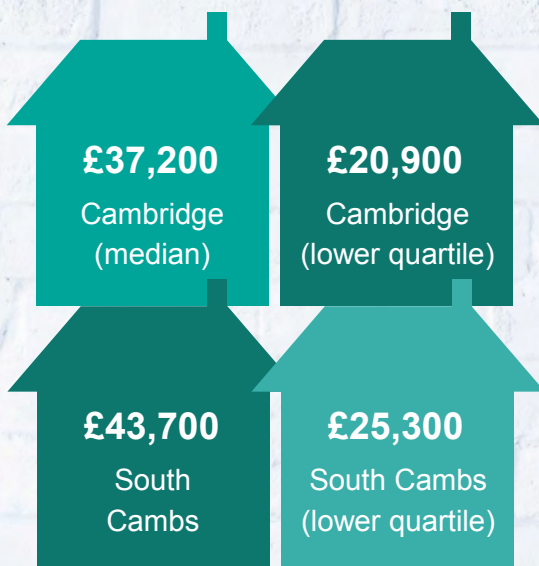 £37,200
Cambridge
(median)
£20,900
Cambridge
(lower quartile)
£43,700
South
Cambs
£25,300
South Cambs
(lower quartile)